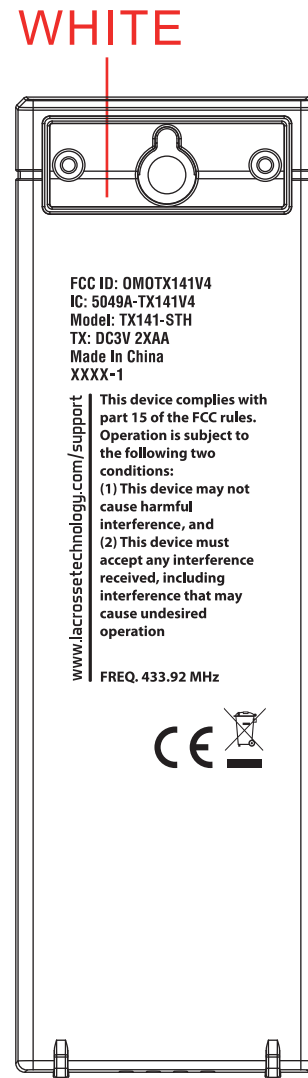 WHITE
FCC ID: OMOTX141V4
IC: 5049A-TX141V4
Model: TX141-STH
TX: DC3V 2XAA
Made In China
XXXX-1
www.lacrossetechnology.com/support
This device complies with
part 15 of the FCC rules.
Operation is subject to
the following two
conditions:
(1) This device may not
cause harmful
interference, and
(2) This device must
accept any interference
received, including
interference that may
cause undesired
operation
FREQ. 433.92 MHz
CE